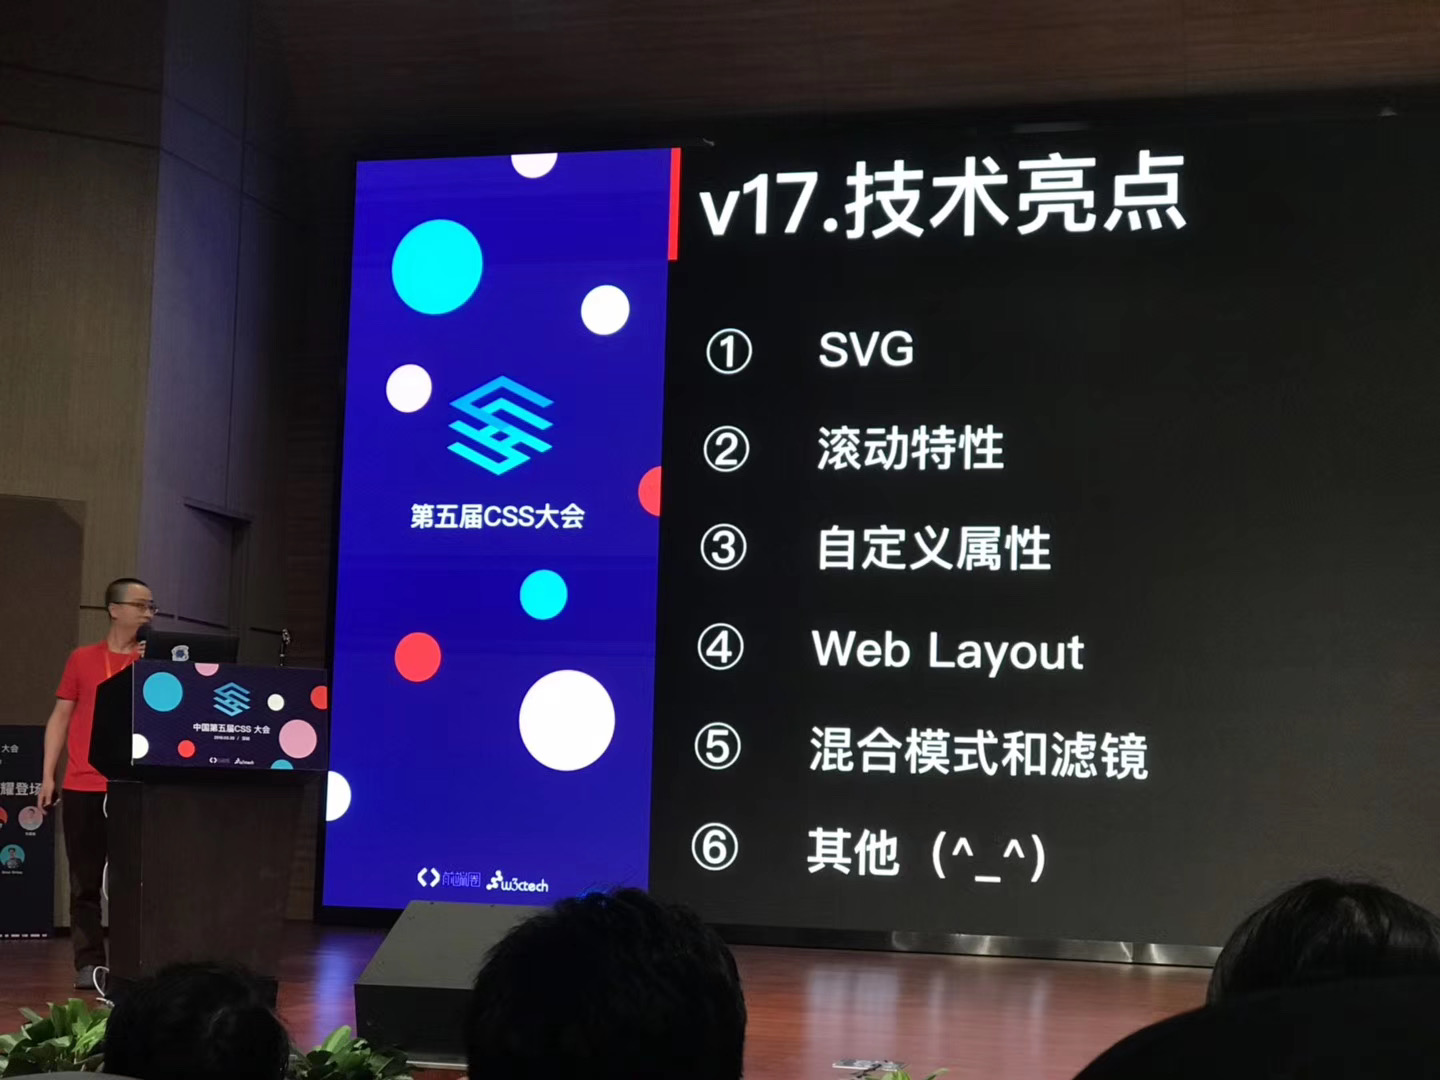 v17.技术亮点
① SVG
② 滚动特性
③ 自定义属性
④ Web Layout
⑤ 混合模式和滤镜
⑥ 其他（^_^）
第五届CSS大会
前端圈 w3ctech
中国第五届CSS 大会
w3ctech
大会
耀登场